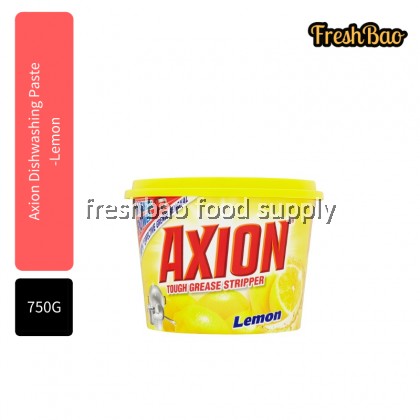 FreshBao
Axion Dishwashing Paste
-Lemon
freshbao food supply
AXION
TOUGH GREASE STRIPPER
Lemon
750G